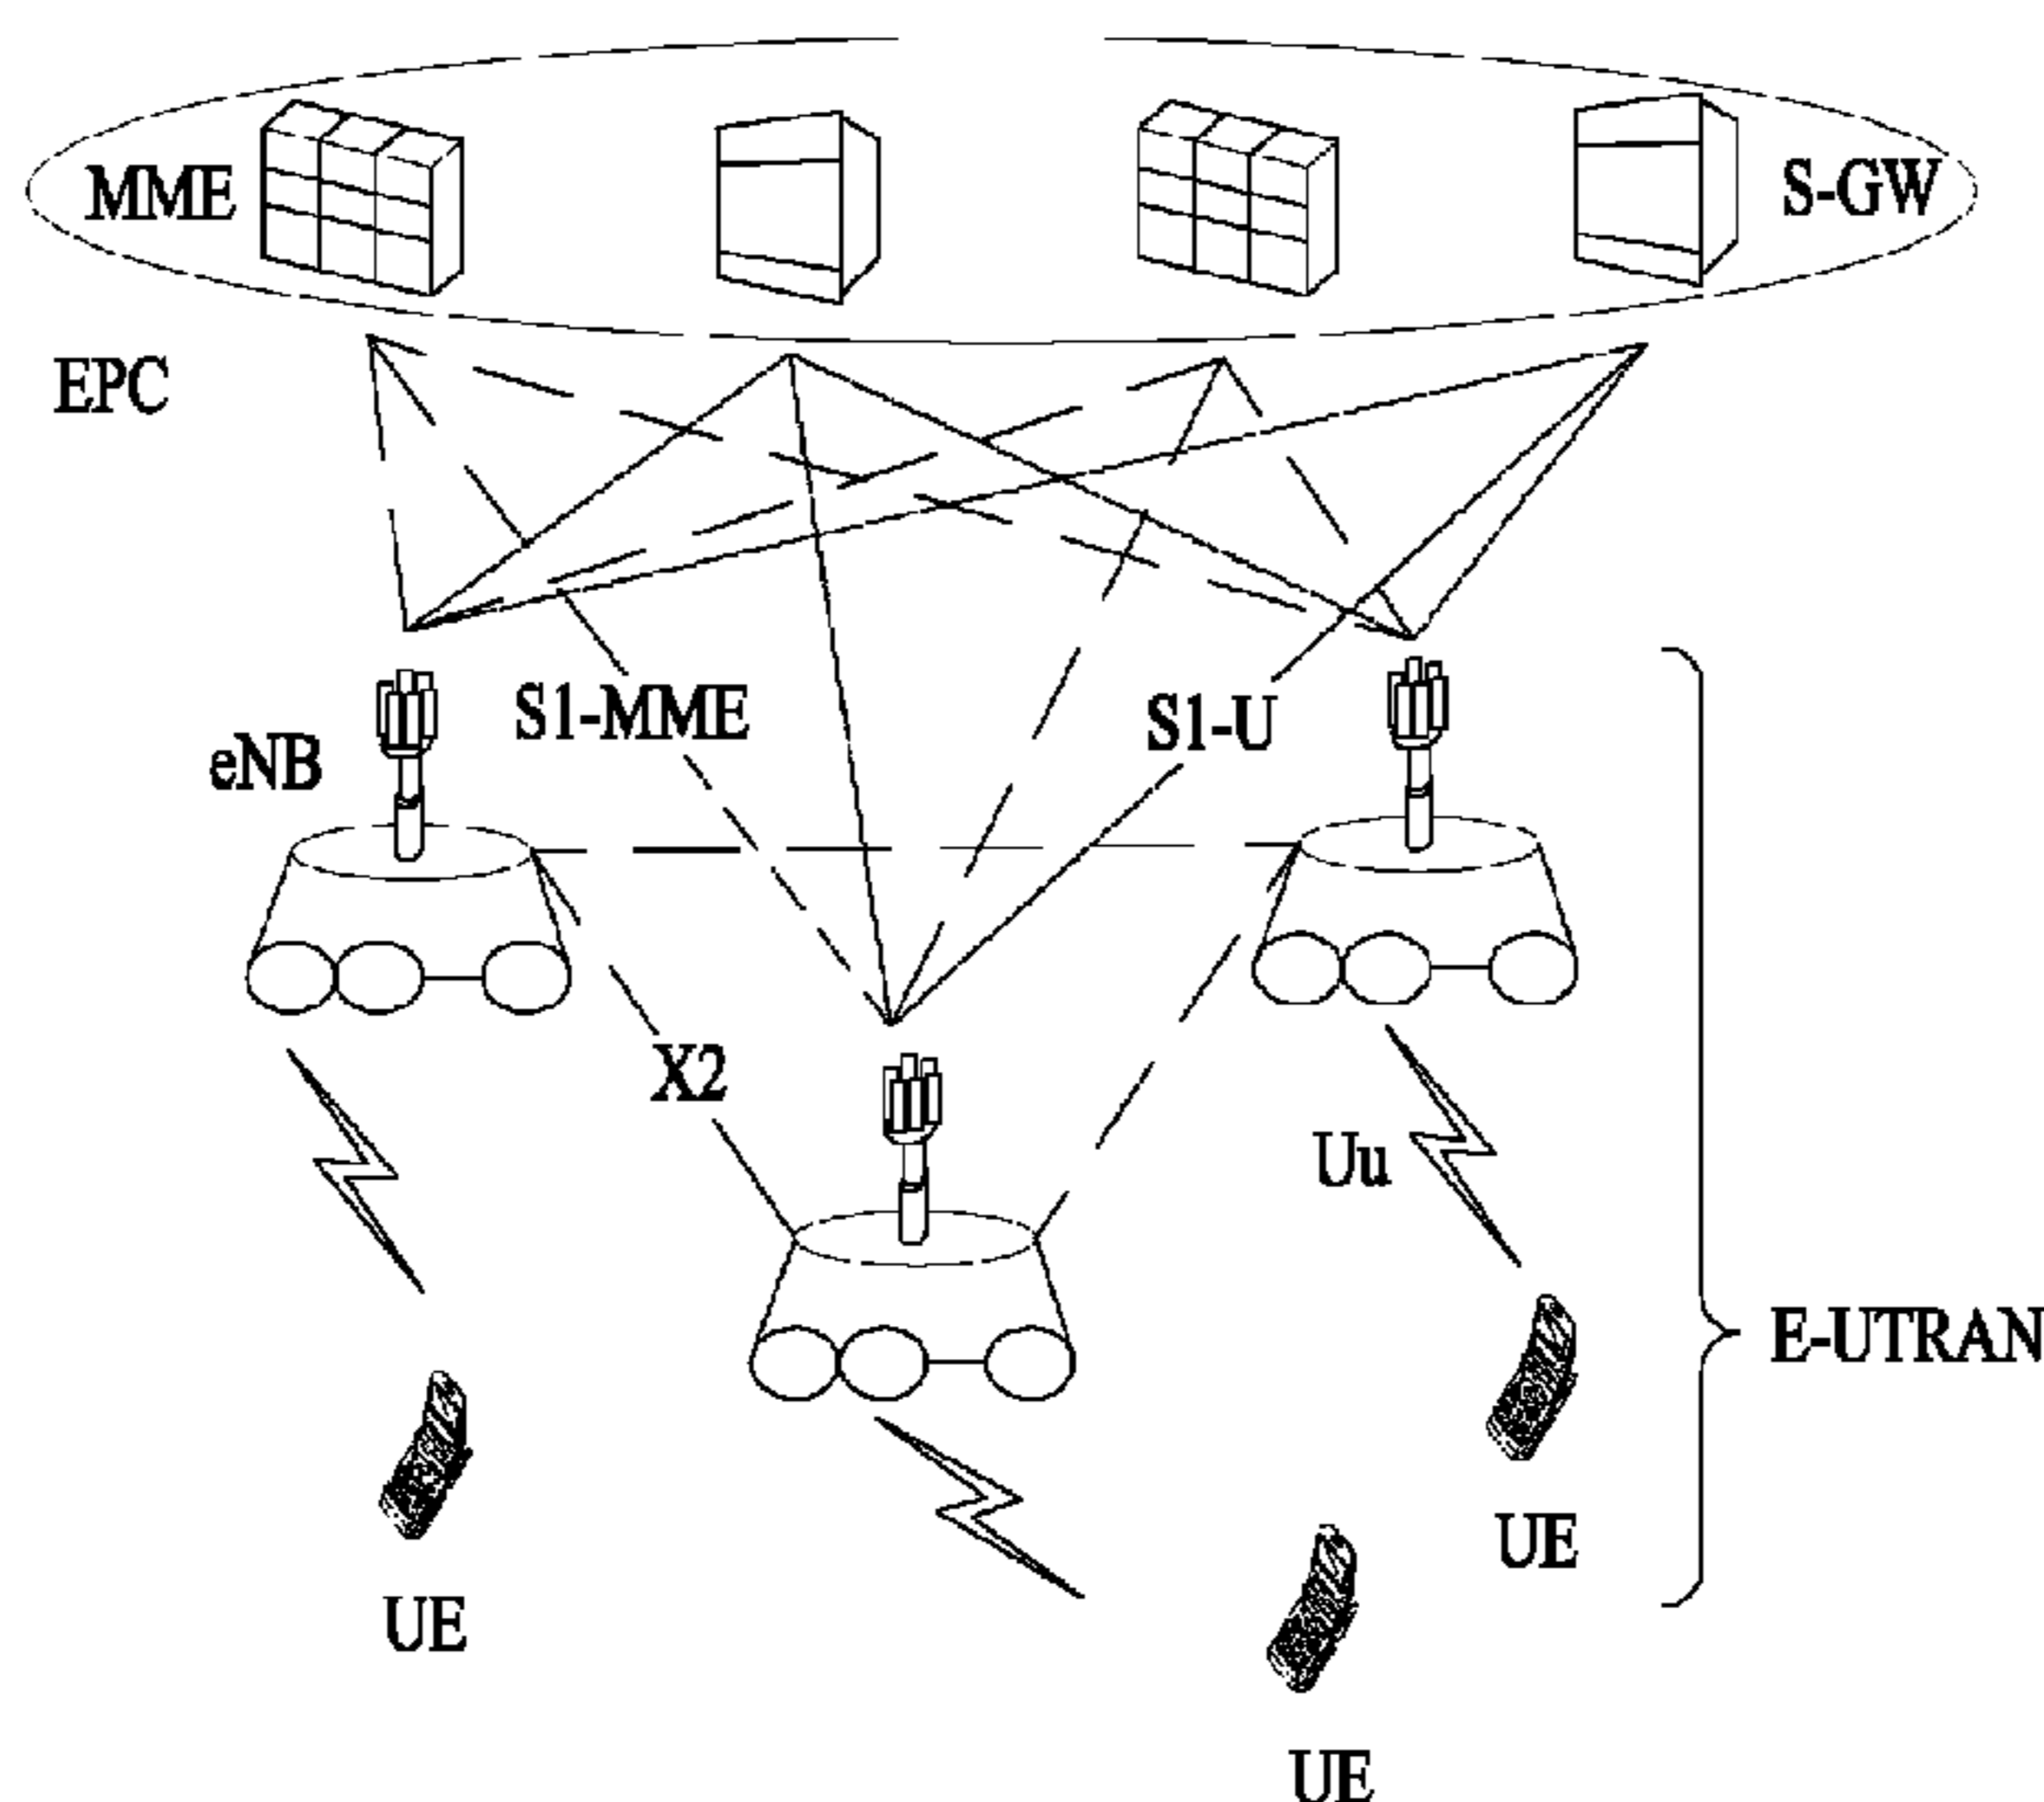 MME
S-GW
EPC
S1-MME
S1-U
eNB
X2
Uu
E-UTRAN
UE
UE
UE